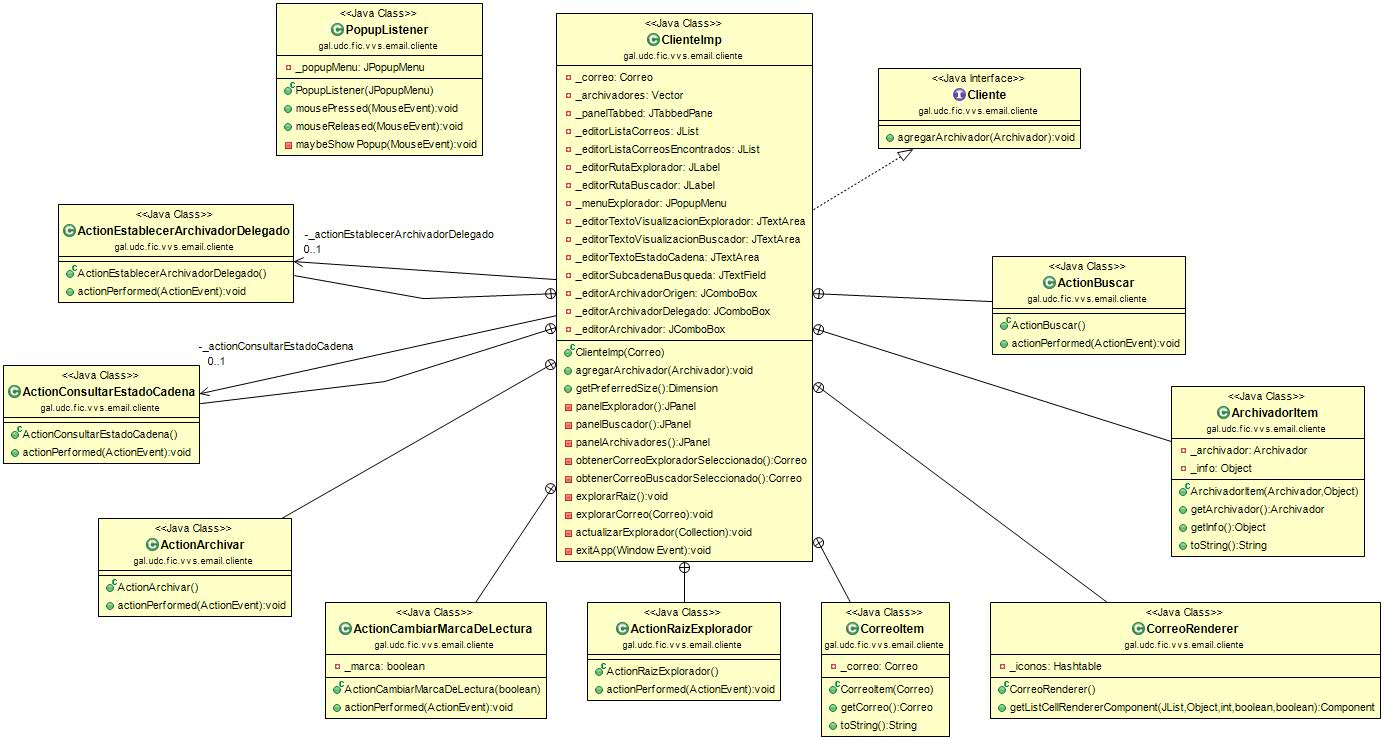 <<Java Class>>
PopupListener
gal.udc.fic.vvs.email.cliente
_popupMenu: JPopupMenu
PopupListener(JPopupMenu)
mousePressed(MouseEvent):void
mouseReleased(MouseEvent):void
maybeShowPopup(MouseEvent):void
<<Java Class>>
ClienteImp
gal.udc.fic.vvs.email.cliente
_correo: Correo
_archivadores: Vector
_panelTabbed: JTabbedPane
_editorListaCorreos: JList
_editorListaCorreosEncontrados: JList
_editorRutaExplorador: JLabel
_editorRutaBuscador: JLabel
_menuExplorador: JPopupMenu
_editorTextoVisualizacionExplorador: JTextArea
_editorTextoVisualizacionBuscador: JTextArea
_editorTextoEstadoCadena: JTextArea
_editorSubcadenaBusqueda: JTextField
_editorArchivadorOrigen: JComboBox
_editorArchivadorDelegado: JComboBox
_editorArchivador: JComboBox
ClienteImp(Correo)
agregarArchivador(Archivador):void
getPreferredSize():Dimension
panelExplorador():JPanel
panelBuscador():JPanel
panelArchivadores():JPanel
obtenerCorreoExploradorSeleccionado():Correo
obtenerCorreoBuscadorSeleccionado():Correo
explorarRaiz():void
explorarCorreo(Correo):void
actualizarExplorador(Collection):void
exitApp(WindowEvent):void
<<Java Interface>>
Cliente
gal.udc.fic.vvs.email.cliente
agregarArchivador(Archivador):void
<<Java Class>>
ActionEstablecerArchivadorDelegado
gal.udc.fic.vvs.email.cliente
ActionEstablecerArchivadorDelegado()
actionPerformed(ActionEvent):void
-_actionEstablecerArchivadorDelegado
0..1
<<Java Class>>
ActionBuscar
gal.udc.fic.vvs.email.cliente
ActionBuscar()
actionPerformed(ActionEvent):void
-_actionConsultarEstadoCadena
0..1
<<Java Class>>
ActionConsultarEstadoCadena
gal.udc.fic.vvs.email.cliente
ActionConsultarEstadoCadena()
actionPerformed(ActionEvent):void
<<Java Class>>
ArchivadorItem
gal.udc.fic.vvs.email.cliente
_archivador: Archivador
_info: Object
ArchivadorItem(Archivador,Object)
getArchivador():Archivador
getInfo():Object
toString():String
<<Java Class>>
ActionArchivar
gal.udc.fic.vvs.email.cliente
ActionArchivar()
actionPerformed(ActionEvent):void
<<Java Class>>
ActionCambiarMarcaDeLectura
gal.udc.fic.vvs.email.cliente
_marca: boolean
ActionCambiarMarcaDeLectura(boolean)
actionPerformed(ActionEvent):void
<<Java Class>>
ActionRaizExplorador
gal.udc.fic.vvs.email.cliente
ActionRaizExplorador()
actionPerformed(ActionEvent):void
<<Java Class>>
CorreoItem
gal.udc.fic.vvs.email.cliente
_correo: Correo
CorreoItem(Correo)
getCorreo():Correo
toString():String
<<Java Class>>
CorreoRenderer
gal.udc.fic.vvs.email.cliente
_iconos: Hashtable
CorreoRenderer()
getListCellRendererComponent(JList,Object,int,boolean,boolean):Component